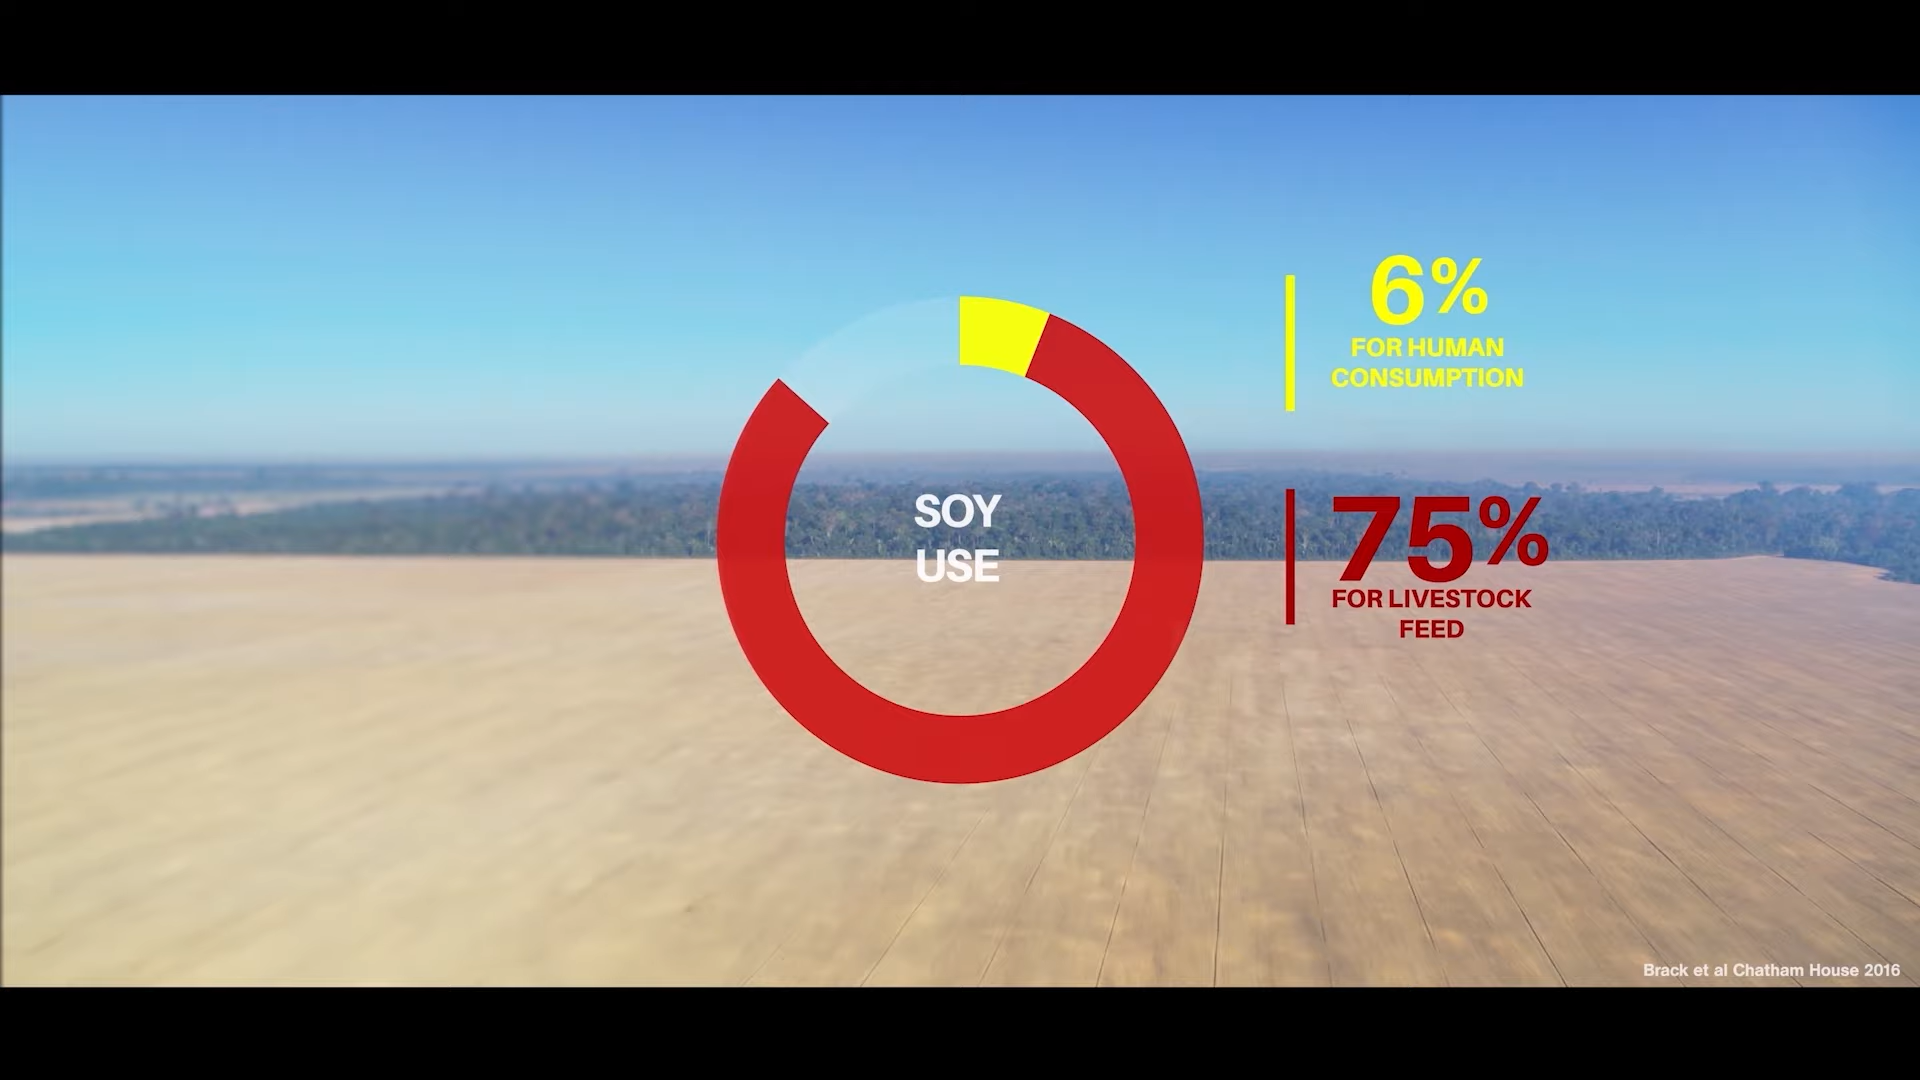 SOY
USE
6%
FOR HUMAN
CONSUMPTION
75%
FOR LIVESTOCK
FEED
Brack et al Chatham House 2016